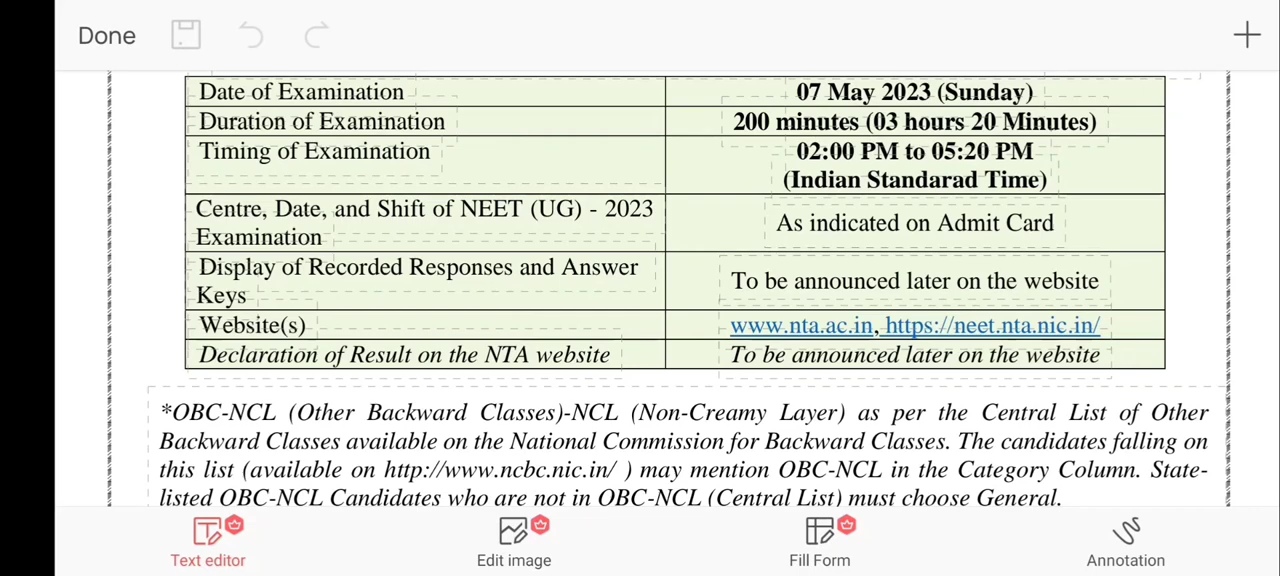 Done
Date of Examination
07 May 2023 (Sunday)
Duration of Examination
200 minutes (03 hours 20 Minutes)
Timing of Examination
02:00 PM to 05:20 PM
(Indian Standarad Time)
Centre, Date, and Shift of NEET (UG) - 2023
Examination
As indicated on Admit Card
Display of Recorded Responses and Answer
Keys
To be announced later on the website
Website(s)
www.nta.ac.in, https://neet.nta.nic.in/
Declaration of Result on the NTA website
To be announced later on the website
*OBC-NCL (Other Backward Classes)-NCL (Non-Creamy Layer) as per the Central List of Other
Backward Classes available on the National Commission for Backward Classes. The candidates falling on
this list (available on http://www.ncbc.nic.in/ ) may mention OBC-NCL in the Category Column. State-
listed OBC-NCL Candidates who are not in OBC-NCL (Central List) must choose General.
Text editor
Edit image
Fill Form
Annotation